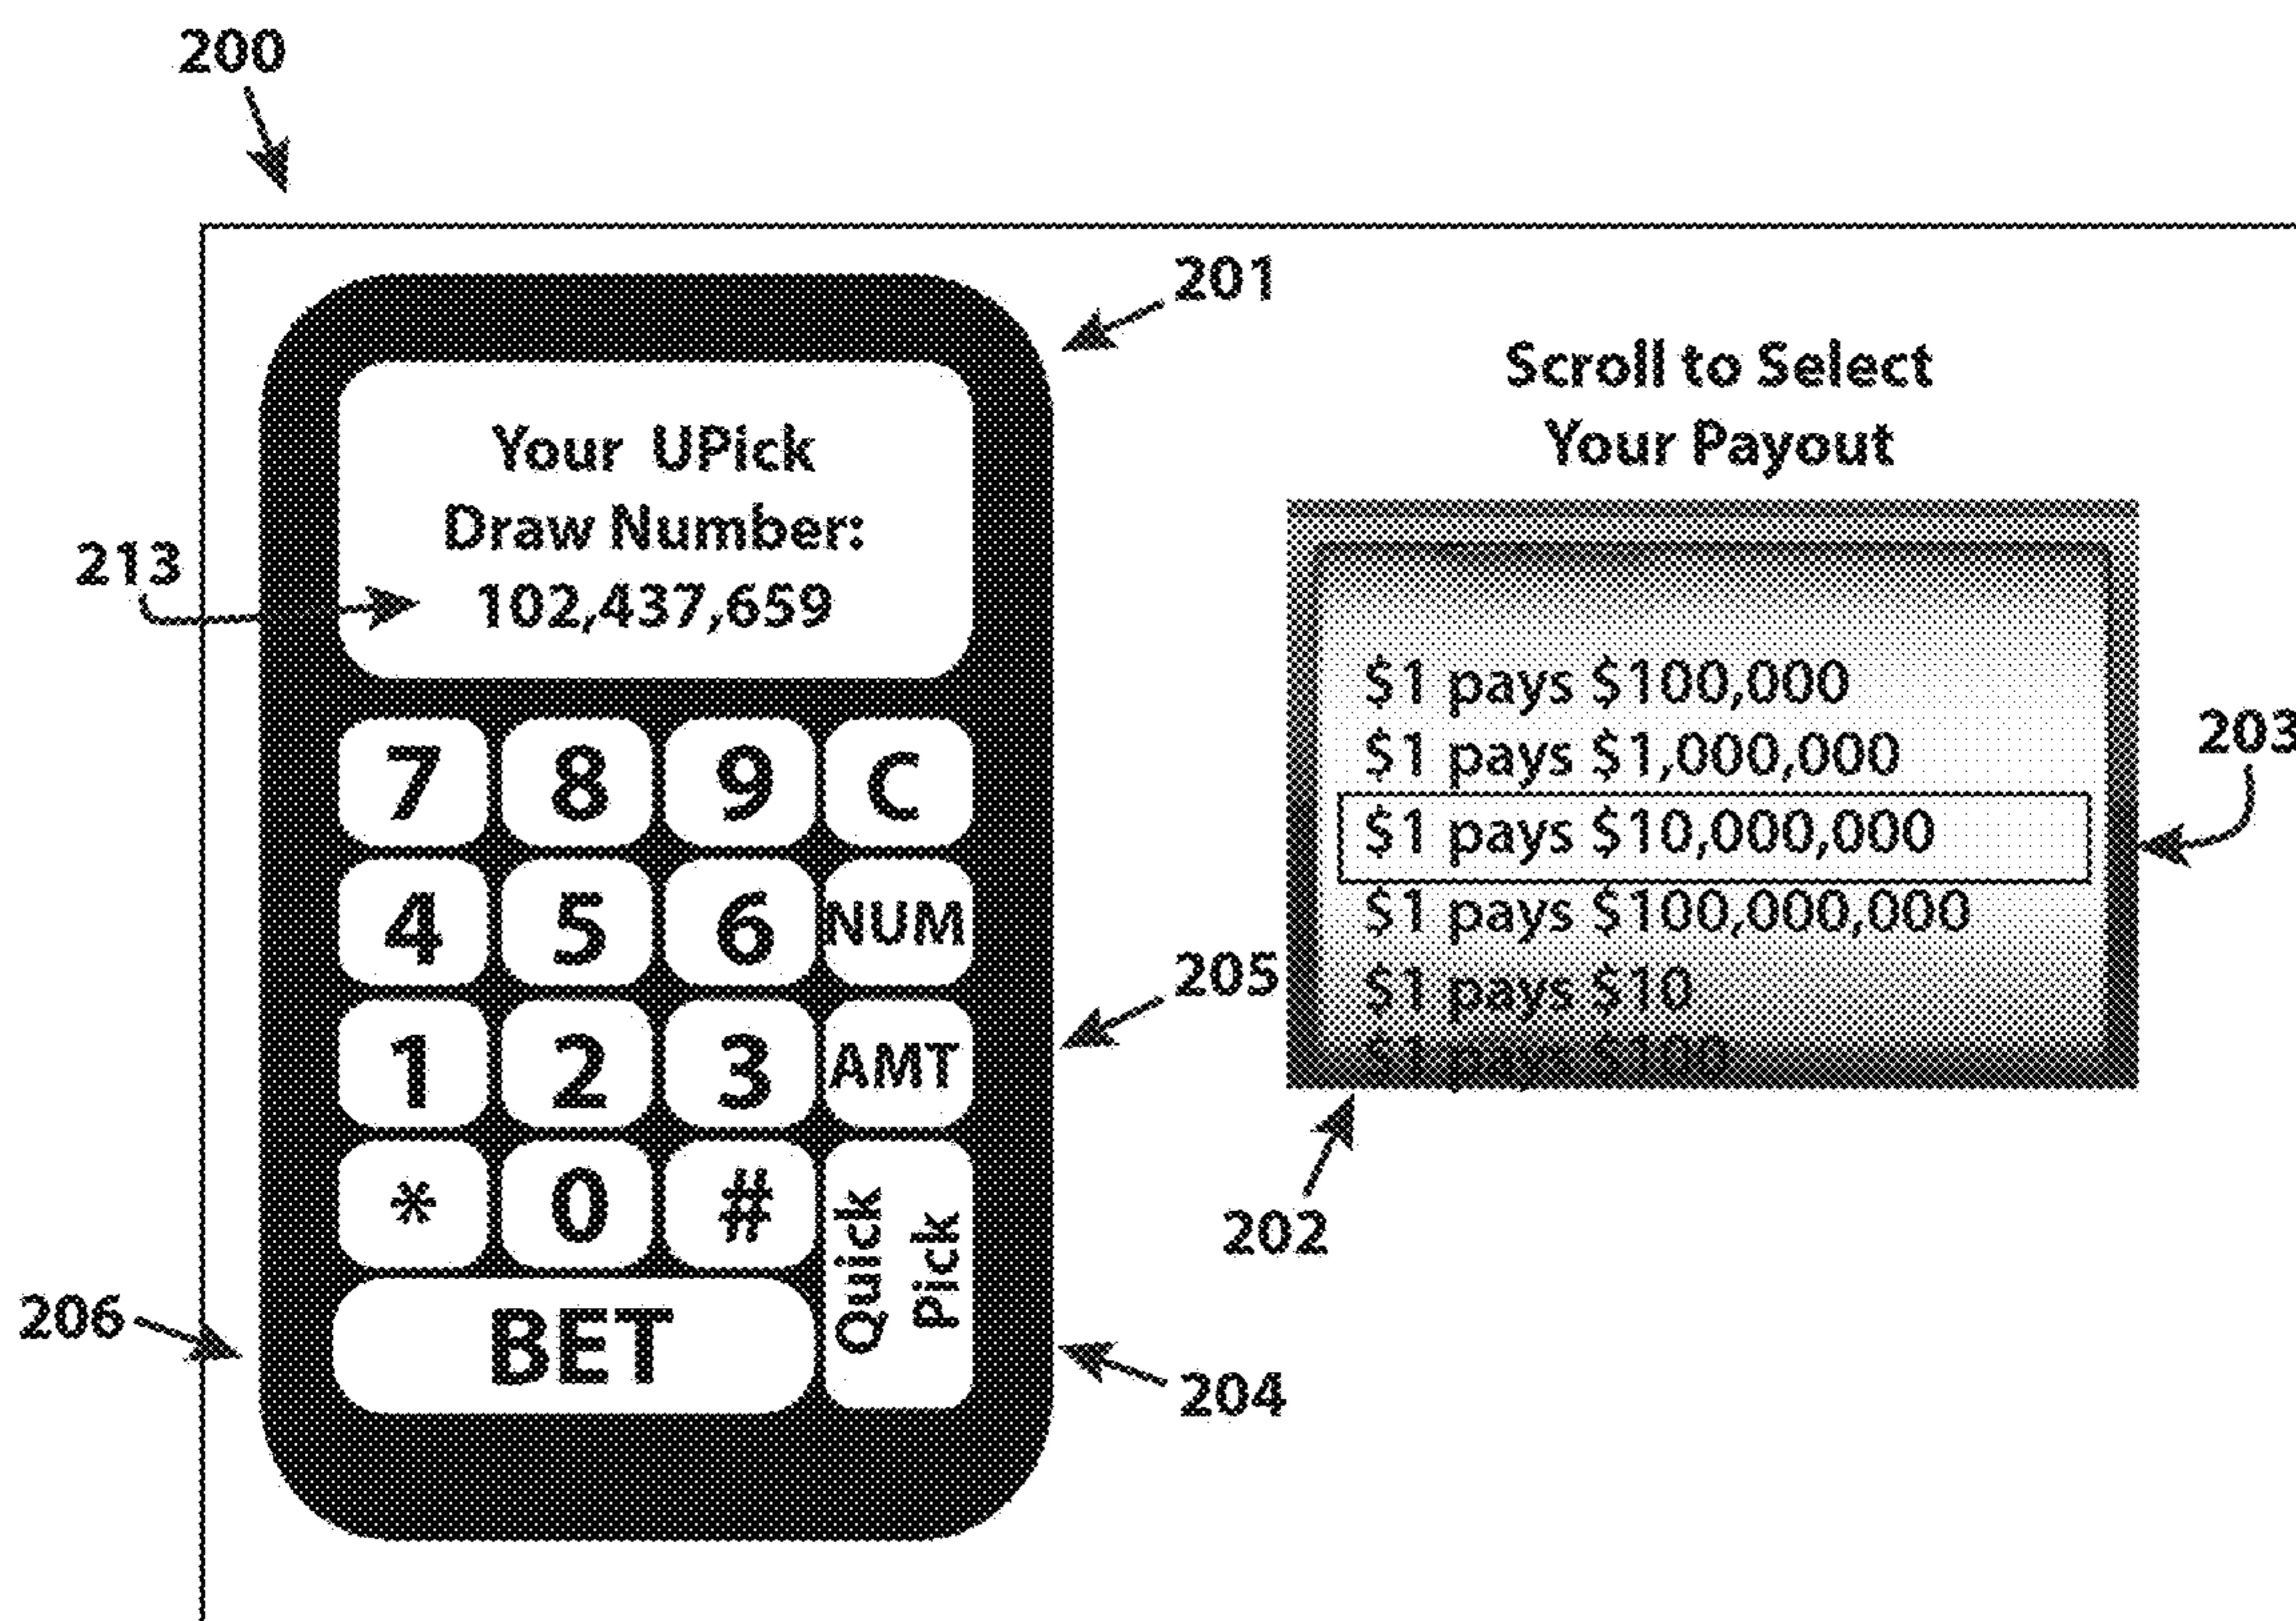 200
201
Your UPick
Draw Number:
102,437,659
213
7 8 9 C
4 5 6 NUM
1 2 3 AMT
* 0 #
Quick
Pick
BET
206
205
204
Scroll to Select
Your Payout
$1 pays $100,000
$1 pays $1,000,000
$1 pays $10,000,000
$1 pays $100,000,000
$1 pays $10
$1 pays $100
203
202